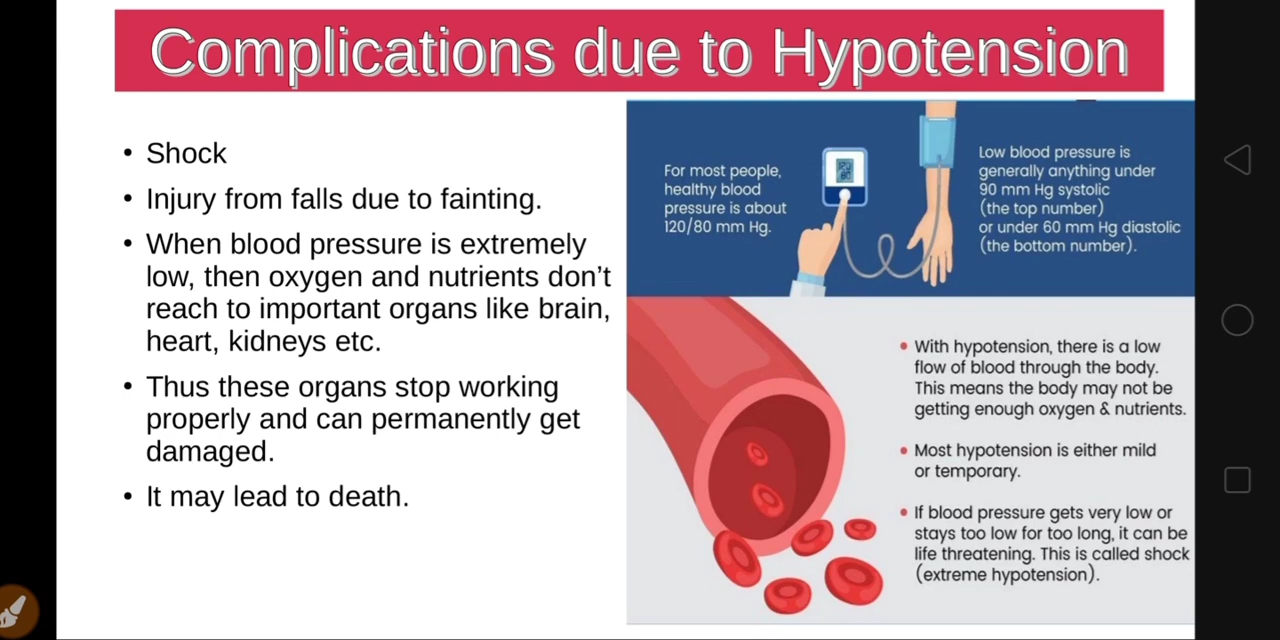 Complications due to Hypotension
• Shock
• Injury from falls due to fainting.
• When blood pressure is extremely
low, then oxygen and nutrients don’t
reach to important organs like brain,
heart, kidneys etc.
• Thus these organs stop working
properly and can permanently get
damaged.
• It may lead to death.
For most people,
healthy blood
pressure is about
120/80 mm Hg.
120
80
Low blood pressure is
generally anything under
90 mm Hg systolic
(the top number)
or under 60 mm Hg diastolic
(the bottom number).
• With hypotension, there is a low
flow of blood through the body.
This means the body may not be
getting enough oxygen & nutrients.
• Most hypotension is either mild
or temporary.
• If blood pressure gets very low or
stays too low for too long, it can be
life threatening. This is called shock
(extreme hypotension).